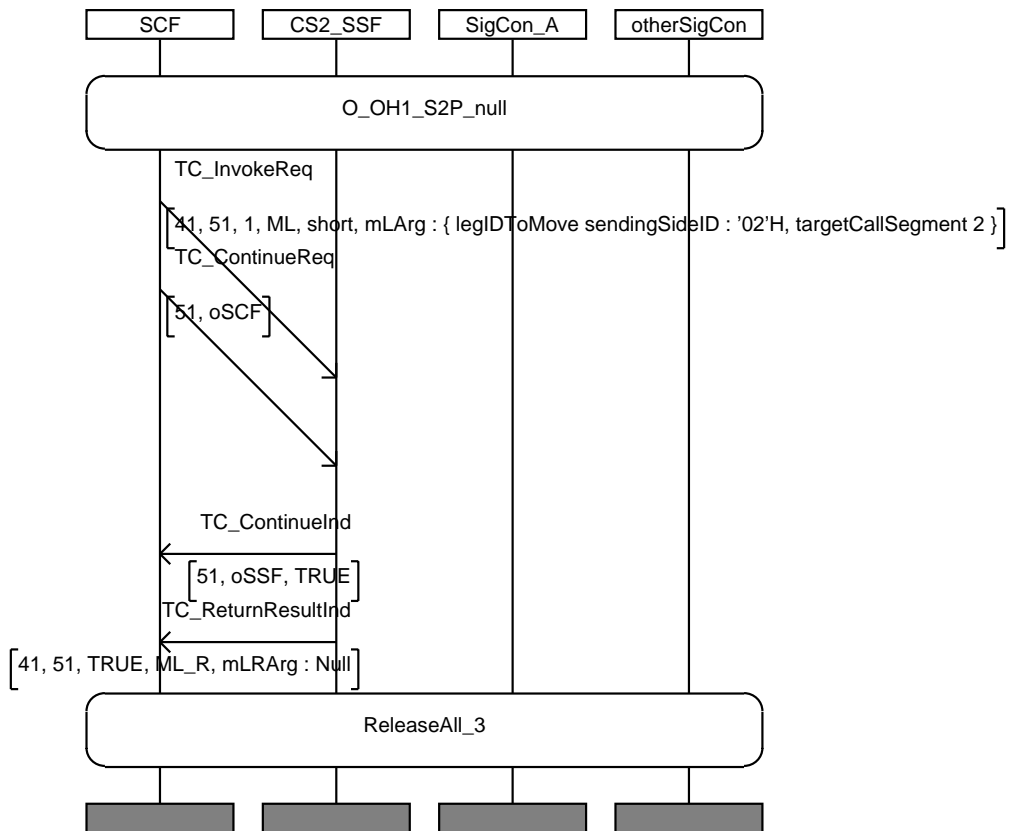 SCF CS2_SSF SigCon_A otherSigCon
O_OH1_S2P_null
TC_InvokeReq
41, 51, 1, ML, short, mLArg : { legIDToMove sendingSideID : '02'H, targetCallSegment 2 }
TC_ContinueReq
51, oSCF
TC_ContinueInd
51, oSSF, TRUE
TC_ReturnResultInd
41, 51, TRUE, ML_R, mLRArg : Null
ReleaseAll_3